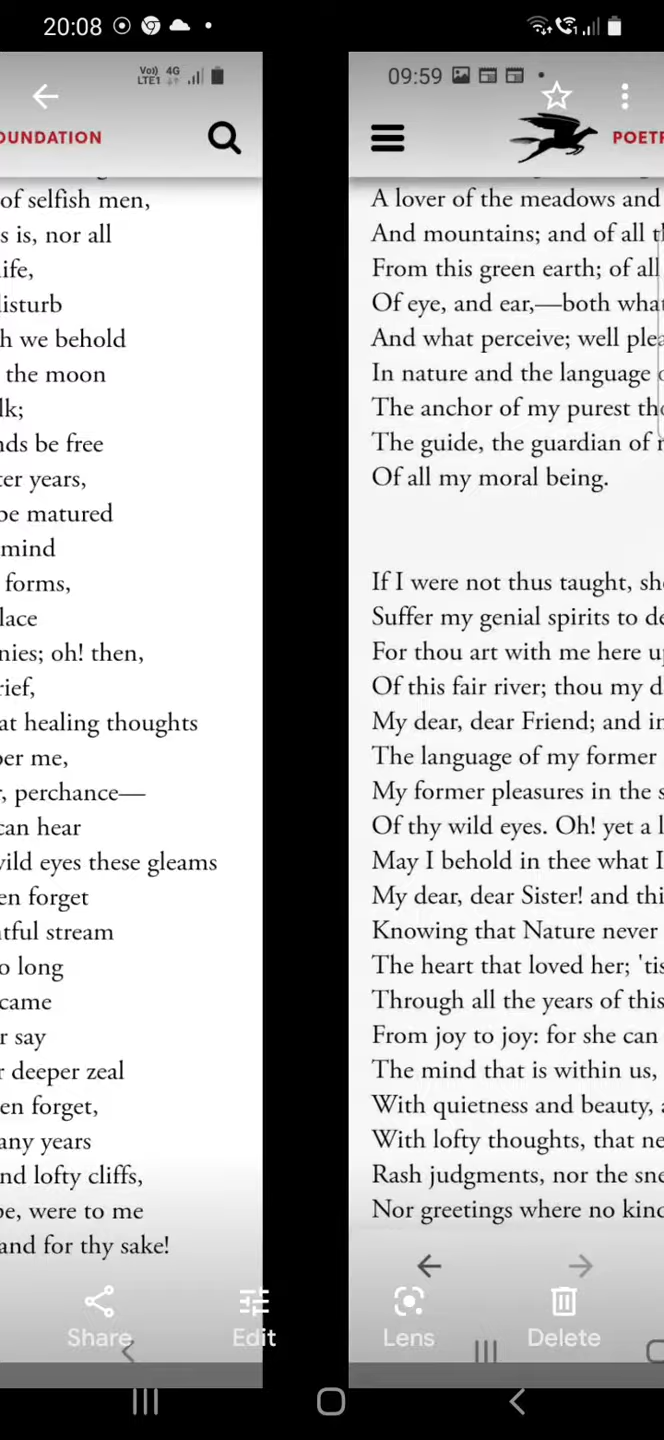 20:08
Vo)) 4G
LTE1
OUNDATION
of selfish men,
s is, nor all
ife,
listurb
h we behold
the moon
lk;
nds be free
ter years,
be matured
mind
forms,
lace
nies; oh! then,
rief,
at healing thoughts
ber me,
, perchance—
can hear
vild eyes these gleams
en forget
tful stream
o long
came
r say
r deeper zeal
en forget,
any years
nd lofty cliffs,
be, were to me
and for thy sake!
09:59
POETR
A lover of the meadows and
And mountains; and of all th
From this green earth; of all
Of eye, and ear,—both what
And what perceive; well plea
In nature and the language o
The anchor of my purest tho
The guide, the guardian of m
Of all my moral being.
If I were not thus taught, sho
Suffer my genial spirits to de
For thou art with me here up
Of this fair river; thou my d
My dear, dear Friend; and in
The language of my former
My former pleasures in the s
Of thy wild eyes. Oh! yet a l
May I behold in thee what I
My dear, dear Sister! and thi
Knowing that Nature never
The heart that loved her; 'tis
Through all the years of this
From joy to joy: for she can
The mind that is within us,
With quietness and beauty, a
With lofty thoughts, that ne
Rash judgments, nor the sne
Nor greetings where no kind
Share
Edit
Lens
Delete